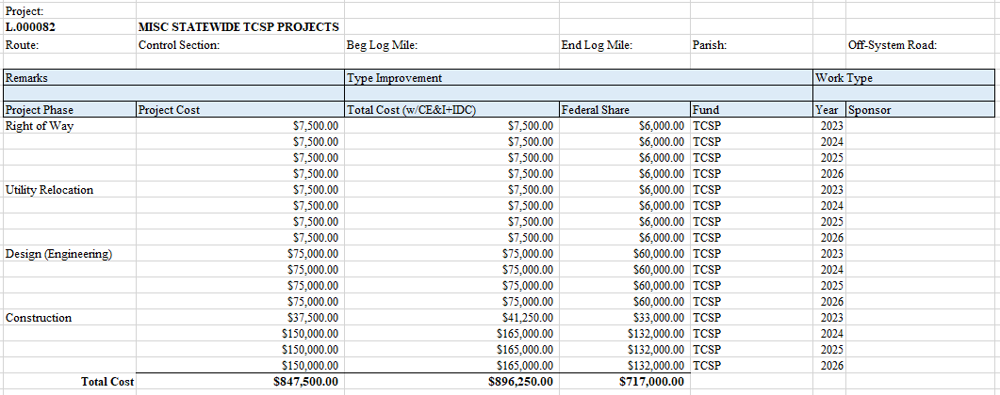 Project:
L.000082 MISC STATEWIDE TCSP PROJECTS
Route: Control Section: Beg Log Mile: End Log Mile: Parish: Off-System Road:
Remarks Type Improvement Work Type
Project Phase Project Cost Total Cost (w/CE&I+IDC) Federal Share Fund Year Sponsor
Right of Way $7,500.00 $7,500.00 $6,000.00 TCSP 2023
$7,500.00 $7,500.00 $6,000.00 TCSP 2024
$7,500.00 $7,500.00 $6,000.00 TCSP 2025
$7,500.00 $7,500.00 $6,000.00 TCSP 2026
Utility Relocation $7,500.00 $7,500.00 $6,000.00 TCSP 2023
$7,500.00 $7,500.00 $6,000.00 TCSP 2024
$7,500.00 $7,500.00 $6,000.00 TCSP 2025
$7,500.00 $7,500.00 $6,000.00 TCSP 2026
Design (Engineering) $75,000.00 $75,000.00 $60,000.00 TCSP 2023
$75,000.00 $75,000.00 $60,000.00 TCSP 2024
$75,000.00 $75,000.00 $60,000.00 TCSP 2025
$75,000.00 $75,000.00 $60,000.00 TCSP 2026
Construction $37,500.00 $41,250.00 $33,000.00 TCSP 2023
$150,000.00 $165,000.00 $132,000.00 TCSP 2024
$150,000.00 $165,000.00 $132,000.00 TCSP 2025
$150,000.00 $165,000.00 $132,000.00 TCSP 2026
Total Cost $847,500.00 $896,250.00 $717,000.00